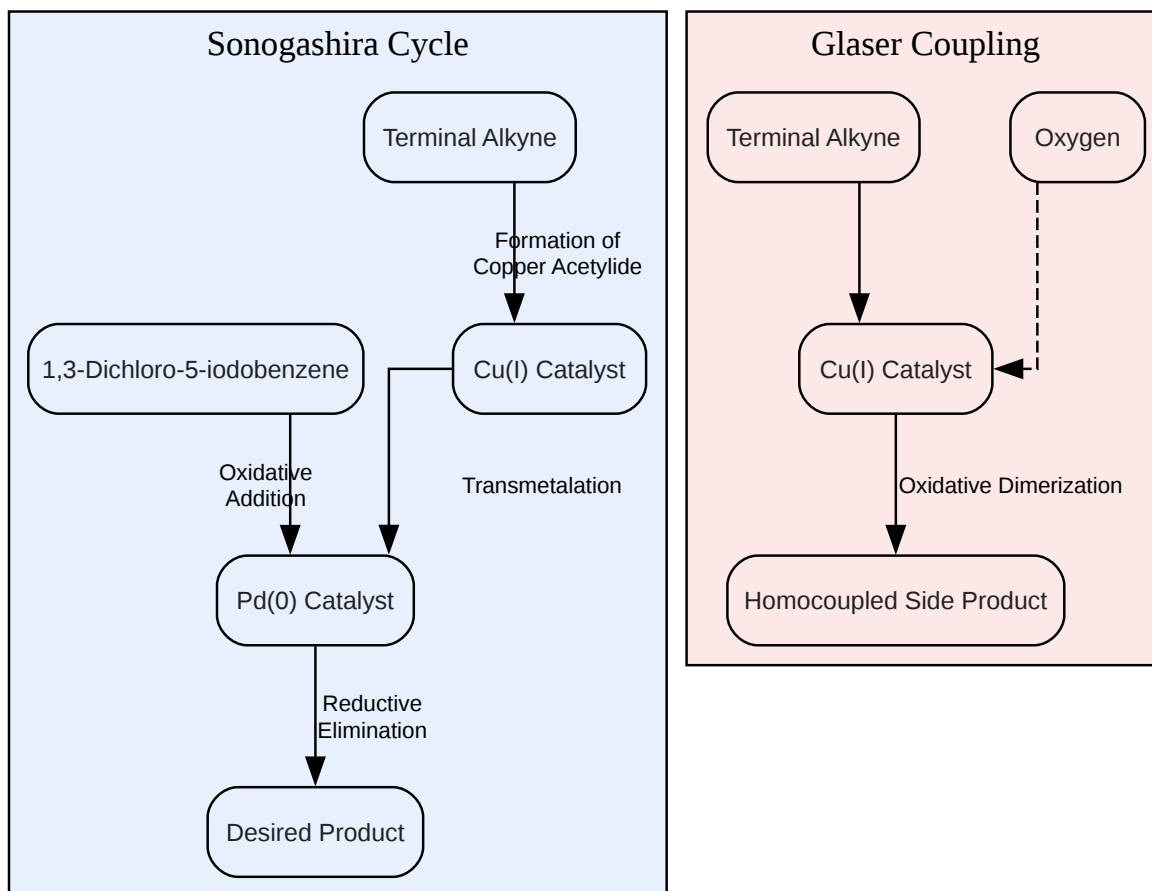 Sonogashira Cycle
Terminal Alkyne
Formation of
Copper Acetylide
1,3-Dichloro-5-iodobenzene
Cu(I) Catalyst
Oxidative
Addition
Transmetalation
Pd(0) Catalyst
Reductive
Elimination
Desired Product
Glaser Coupling
Terminal Alkyne
Oxygen
Cu(I) Catalyst
Oxidative Dimerization
Homocoupled Side Product